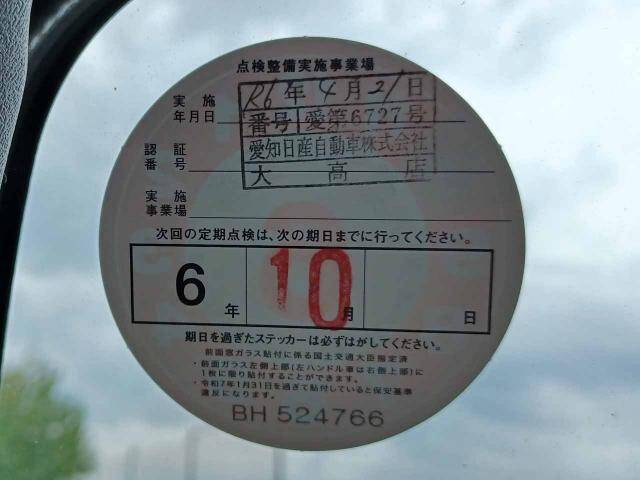 点検整備実施事業場
実施年月日 R6年4月21日
番号 愛第6727号
認証番号 愛知日産自動車株式会社
大高店
実施事業場
次回の定期点検は、次の期日までに行ってください。
6年 10月 日
期日を過ぎたステッカーは必ずはがしてください。
前面窓ガラス貼付に係る国土交通大臣指定済
・前面ガラス左側上部(左ハンドル車は右側上部)に
1枚に限り貼付することができます。
・令和7年1月31日を過ぎて貼付していると保安基準
違反になります。
BH 524766